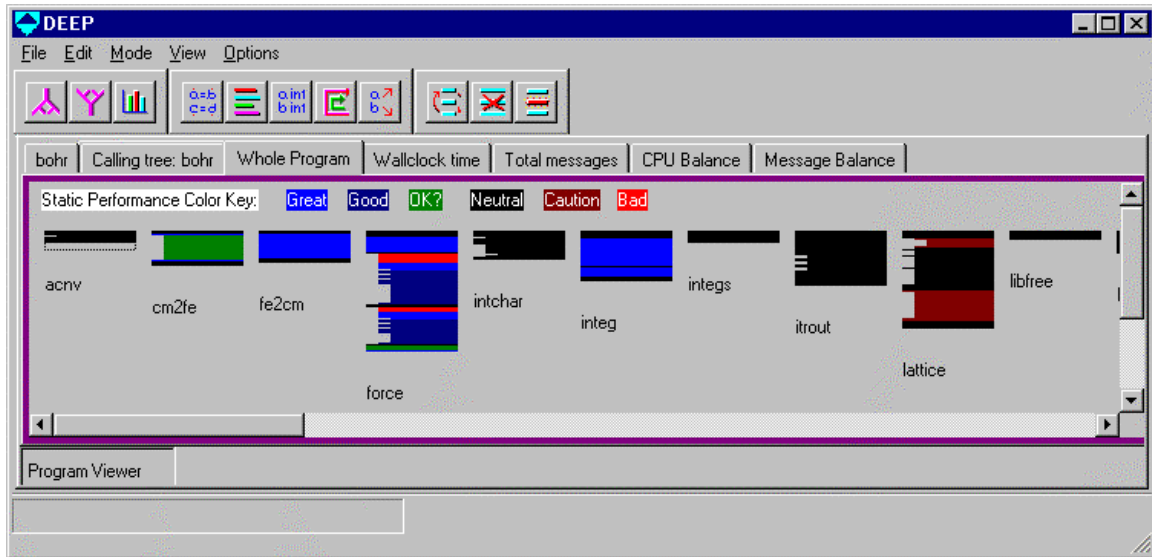 DEEP
File Edit Mode View Options
a=b c=d a int b int a b
bohr Calling tree: bohr Whole Program Wallclock time Total messages CPU Balance Message Balance
Static Performance Color Key: Great Good OK? Neutral Caution Bad
acnv cm2fe fe2cm force intchar integ integs itrout lattice libfree
Program Viewer